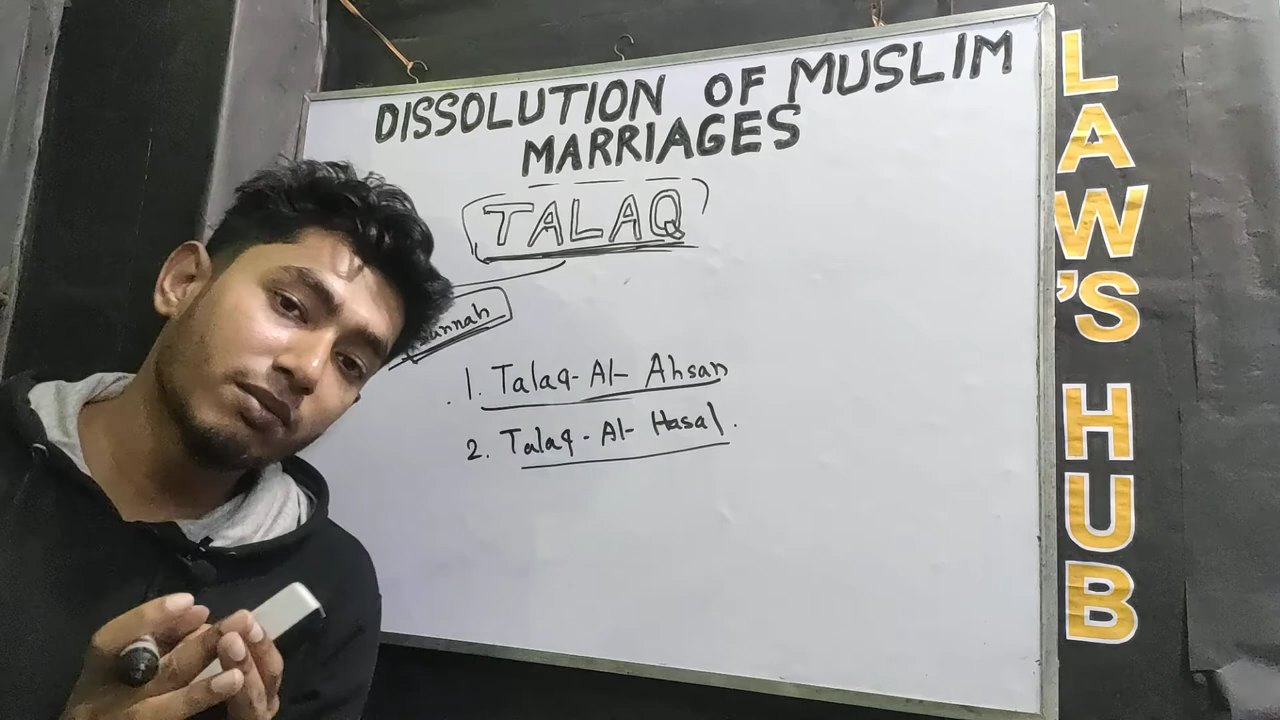 DISSOLUTION OF MUSLIM
MARRIAGES
TALAQ
1. Talaq-Al-Ahsan
2. Talaq-Al-Hasal.
LAW'S HUB